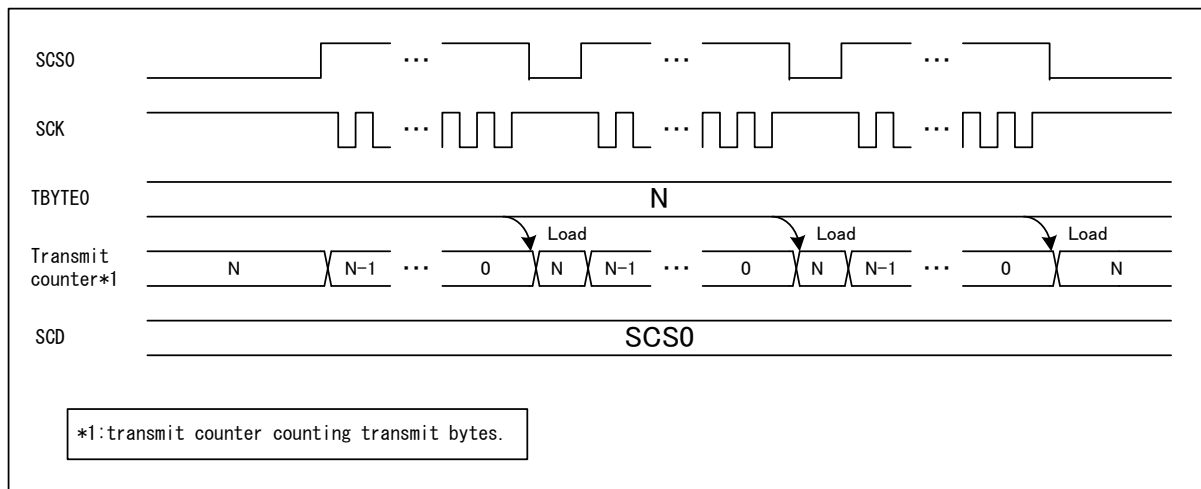 SCS0
...
...
...
SCK
...
...
...
TBYTE0
N
Load
Load
Load
Transmit
counter*1
N
N-1
...
0
N
N-1
...
0
N
N-1
...
0
N
SCD
SCS0
*1:transmit counter counting transmit bytes.